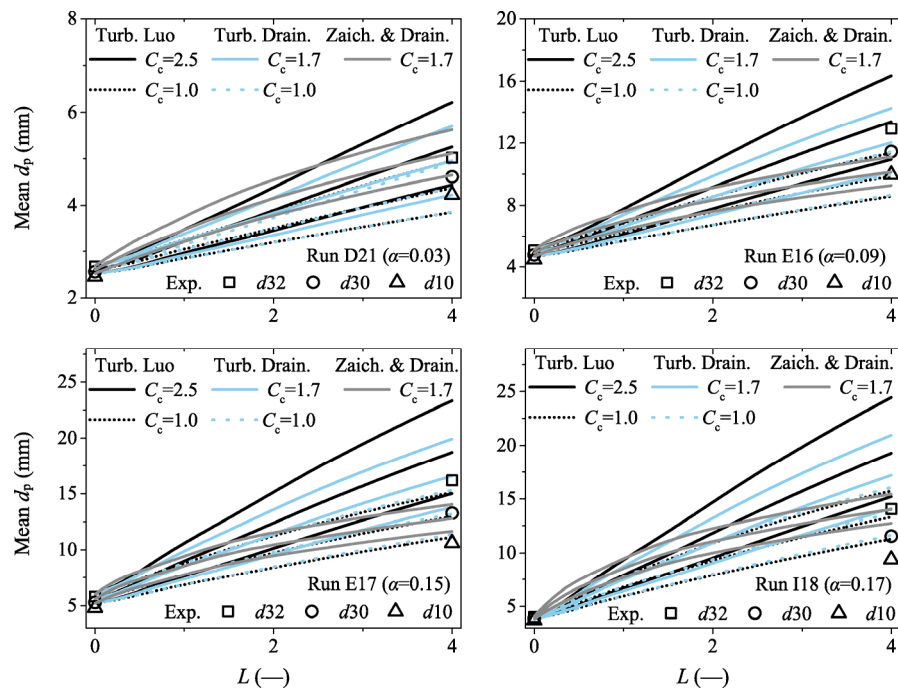 Turb. Luo Turb. Drain. Zaich. & Drain.
Cc=2.5 Cc=1.7 Cc=1.7
Cc=1.0 Cc=1.0
8
6
4
2
Mean dp (mm)
Run D21 (α=0.03)
Exp. d32 d30 d10
0 2 4
Turb. Luo Turb. Drain. Zaich. & Drain.
Cc=2.5 Cc=1.7 Cc=1.7
Cc=1.0 Cc=1.0
20
16
12
8
4
Run E16 (α=0.09)
Exp. d32 d30 d10
0 2 4
Turb. Luo Turb. Drain. Zaich. & Drain.
Cc=2.5 Cc=1.7 Cc=1.7
Cc=1.0 Cc=1.0
25
20
15
10
5
Mean dp (mm)
Run E17 (α=0.15)
Exp. d32 d30 d10
0 2 4
L (—)
Turb. Luo Turb. Drain. Zaich. & Drain.
Cc=2.5 Cc=1.7 Cc=1.7
Cc=1.0 Cc=1.0
25
20
15
10
5
Run I18 (α=0.17)
Exp. d32 d30 d10
0 2 4
L (—)